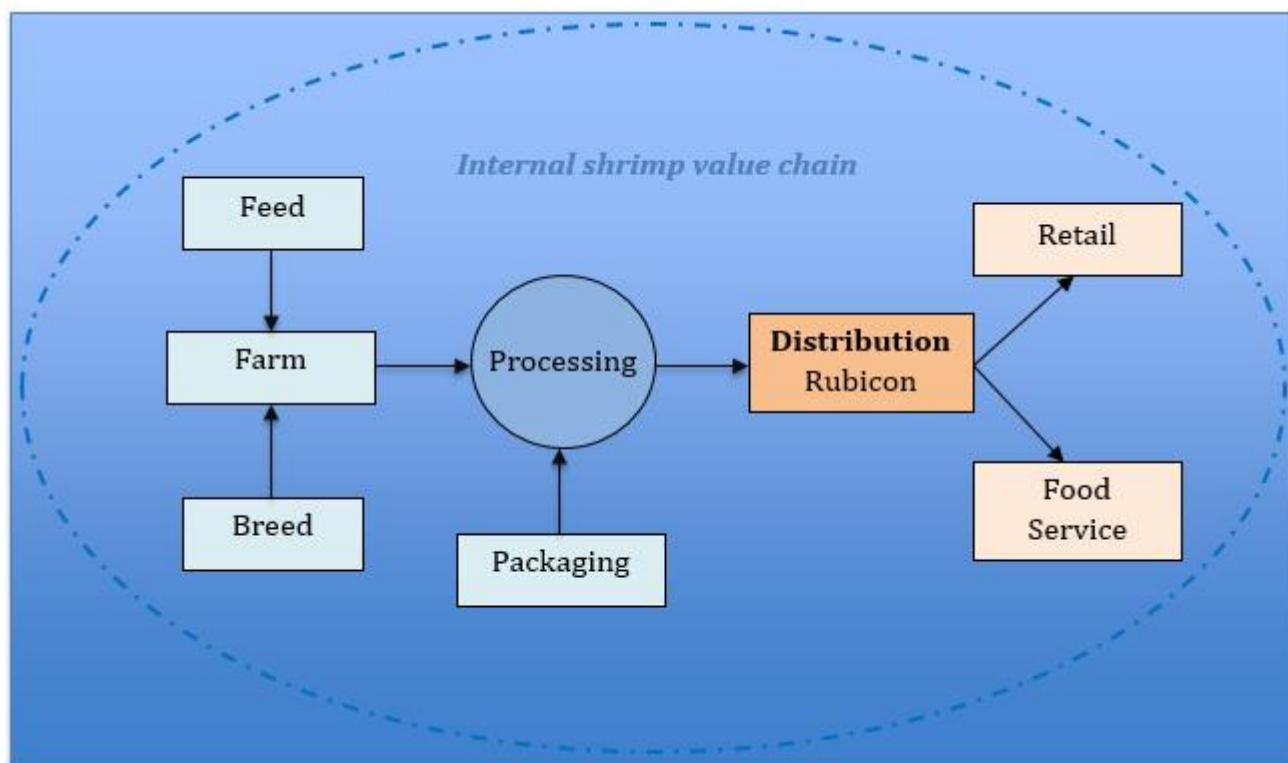 Internal shrimp value chain
Feed
Farm
Breed
Processing
Packaging
Distribution
Rubicon
Retail
Food
Service